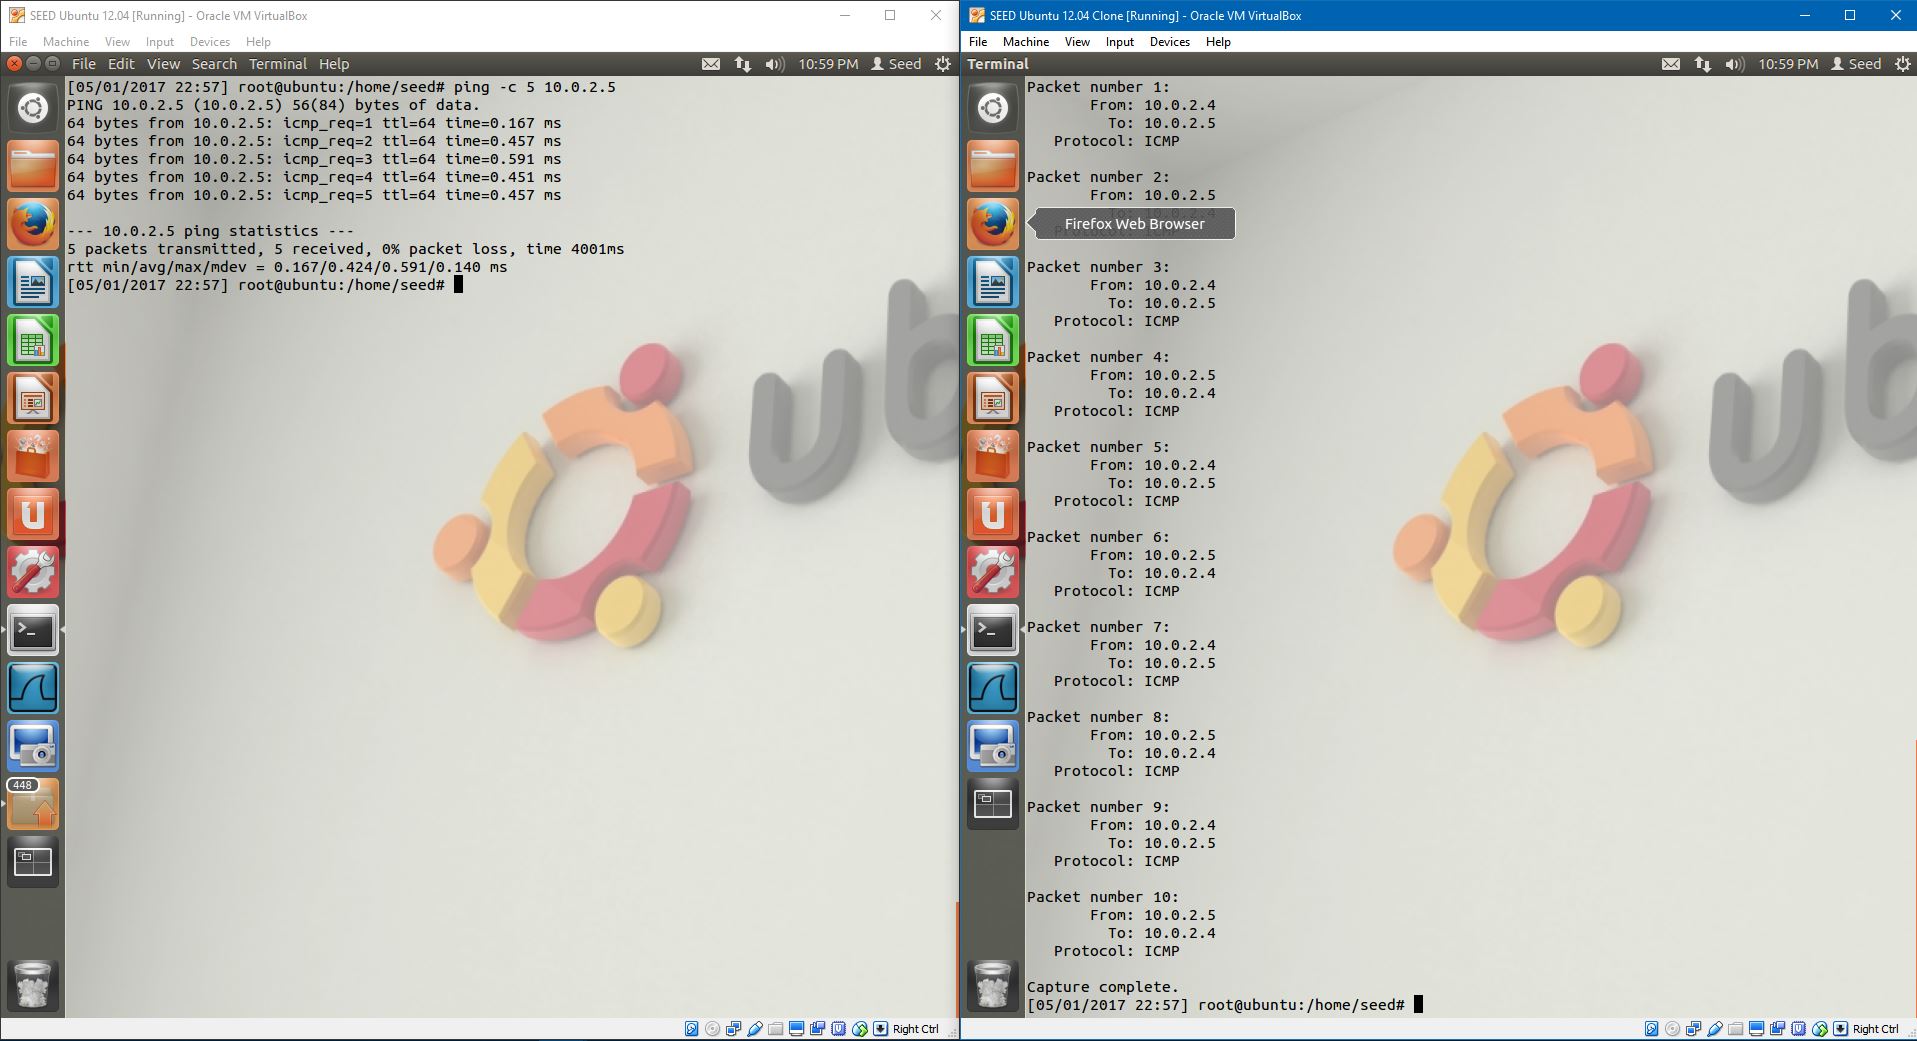 SEED Ubuntu 12.04 [Running] - Oracle VM VirtualBox
File Machine View Input Devices Help
File Edit View Search Terminal Help 10:59 PM Seed
[05/01/2017 22:57] root@ubuntu:/home/seed# ping -c 5 10.0.2.5
PING 10.0.2.5 (10.0.2.5) 56(84) bytes of data.
64 bytes from 10.0.2.5: icmp_req=1 ttl=64 time=0.167 ms
64 bytes from 10.0.2.5: icmp_req=2 ttl=64 time=0.457 ms
64 bytes from 10.0.2.5: icmp_req=3 ttl=64 time=0.591 ms
64 bytes from 10.0.2.5: icmp_req=4 ttl=64 time=0.451 ms
64 bytes from 10.0.2.5: icmp_req=5 ttl=64 time=0.457 ms
--- 10.0.2.5 ping statistics ---
5 packets transmitted, 5 received, 0% packet loss, time 4001ms
rtt min/avg/max/mdev = 0.167/0.424/0.591/0.140 ms
[05/01/2017 22:57] root@ubuntu:/home/seed#
ub
448
Right Ctrl
SEED Ubuntu 12.04 Clone [Running] - Oracle VM VirtualBox
File Machine View Input Devices Help
Terminal 10:59 PM Seed
Packet number 1:
From: 10.0.2.4
To: 10.0.2.5
Protocol: ICMP
Packet number 2:
From: 10.0.2.5
To: 10.0.2.4
Firefox Web Browser
Protocol: ICMP
Packet number 3:
From: 10.0.2.4
To: 10.0.2.5
Protocol: ICMP
Packet number 4:
From: 10.0.2.5
To: 10.0.2.4
Protocol: ICMP
Packet number 5:
From: 10.0.2.4
To: 10.0.2.5
Protocol: ICMP
Packet number 6:
From: 10.0.2.5
To: 10.0.2.4
Protocol: ICMP
Packet number 7:
From: 10.0.2.4
To: 10.0.2.5
Protocol: ICMP
Packet number 8:
From: 10.0.2.5
To: 10.0.2.4
Protocol: ICMP
Packet number 9:
From: 10.0.2.4
To: 10.0.2.5
Protocol: ICMP
Packet number 10:
From: 10.0.2.5
To: 10.0.2.4
Protocol: ICMP
Capture complete.
[05/01/2017 22:57] root@ubuntu:/home/seed#
ub
Right Ctrl